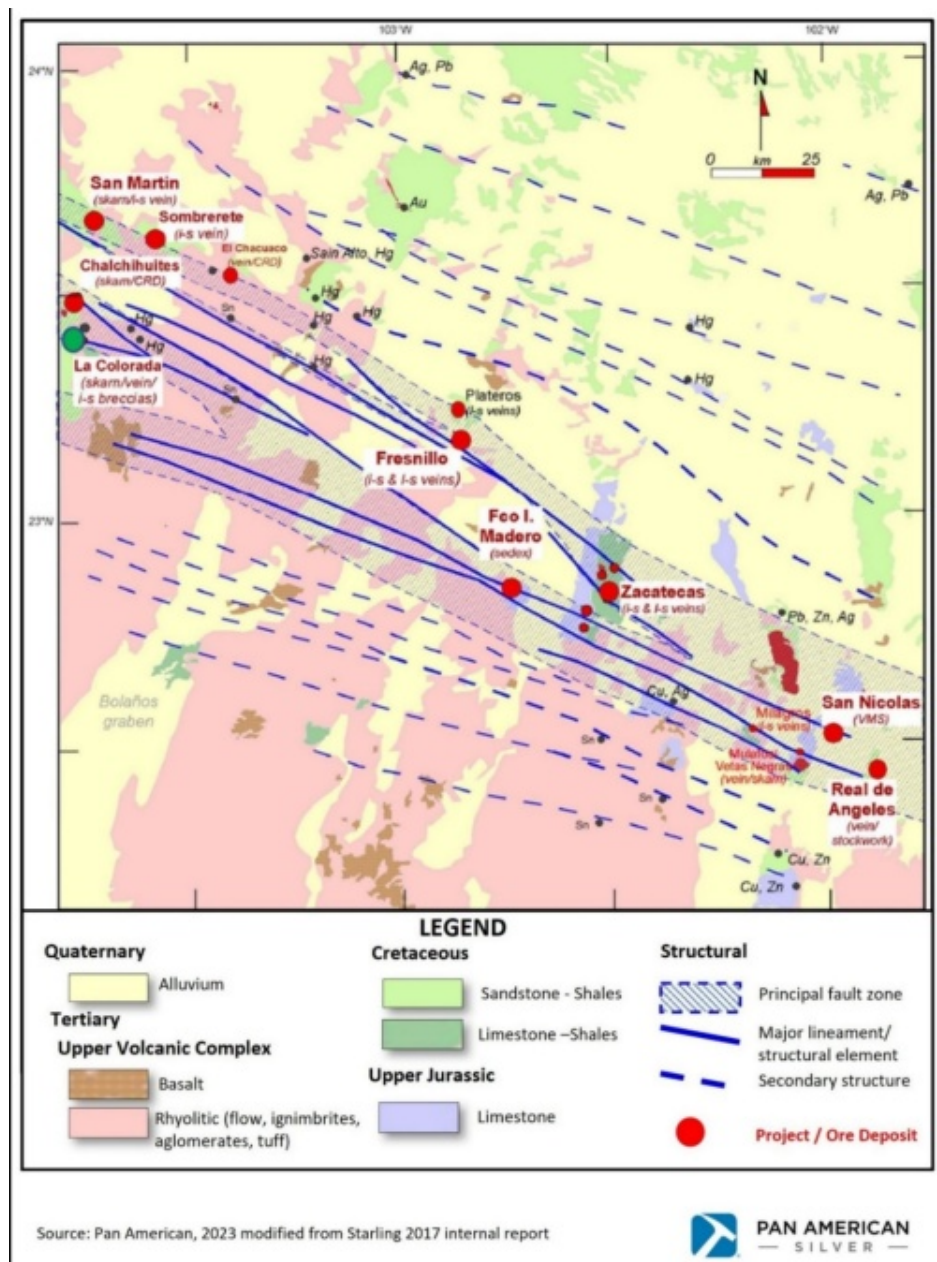 103°W
102°W
24°N
Ag, Pb
N
0 km 25
San Martin
(skarn/i-s vein)
Sombrerete
(i-s vein)
Au
Ag, Pb
El Chacuaco
(vein/CRD)
Sain Alto, Hg
Chalchihuites
(skarn/CRD)
Hg
Sn
Hg
Hg
Hg
Hg
Hg
Hg
Hg
La Colorada
(skarn/vein/
i-s breccias)
Sn
Plateros
(l-s veins)
Fresnillo
(i-s & l-s veins)
23°N
Fco I.
Madero
(sedex)
Zacatecas
(i-s & l-s veins)
Pb, Zn, Ag
Bolaños
graben
Cu, Ag
San Nicolas
(VMS)
Milagros
(i-s veins)
Sn
Vetas Negras
(vein/skarn)
Real de
Angeles
(vein/
stockwork)
Sn
Sn
Cu, Zn
Cu, Zn
LEGEND
Quaternary
Alluvium
Tertiary
Upper Volcanic Complex
Basalt
Rhyolitic (flow, ignimbrites,
aglomerates, tuff)
Cretaceous
Sandstone - Shales
Limestone –Shales
Upper Jurassic
Limestone
Structural
Principal fault zone
Major lineament/
structural element
Secondary structure
Project / Ore Deposit
Source: Pan American, 2023 modified from Starling 2017 internal report
PAN AMERICAN
— SILVER —